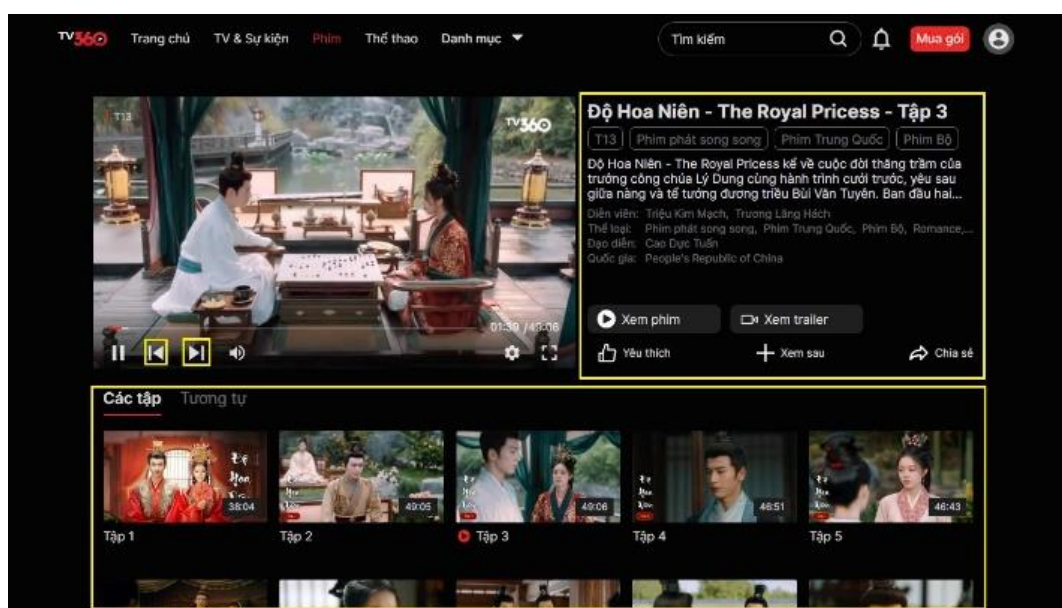 TV360 Trang chủ TV & Sự kiện Phim Thể thao Danh mục Tìm kiếm Mua gói
T13 TV360
Độ Hoa Niên - The Royal Pricess - Tập 3
T13 Phim phát song song Phim Trung Quốc Phim Bộ
Độ Hoa Niên - The Royal Pricess kể về cuộc đời thăng trầm của
trưởng công chúa Lý Dung cùng hành trình cưới trước, yêu sau
giữa nàng và tể tướng đương triều Bùi Văn Tuyên. Ban đầu hai...
Diễn viên: Triệu Kim Mạch, Trương Lăng Hách
Thể loại: Phim phát song song, Phim Trung Quốc, Phim Bộ, Romance,...
Đạo diễn: Cao Dực Tuấn
Quốc gia: People's Republic of China
01:39 /49:06
Xem phim Xem trailer
Yêu thích Xem sau Chia sẻ
Các tập Tương tự
Độ
Hoa
Niên
38:04 49:05 49:06 46:51 46:43
Tập 1 Tập 2 Tập 3 Tập 4 Tập 5